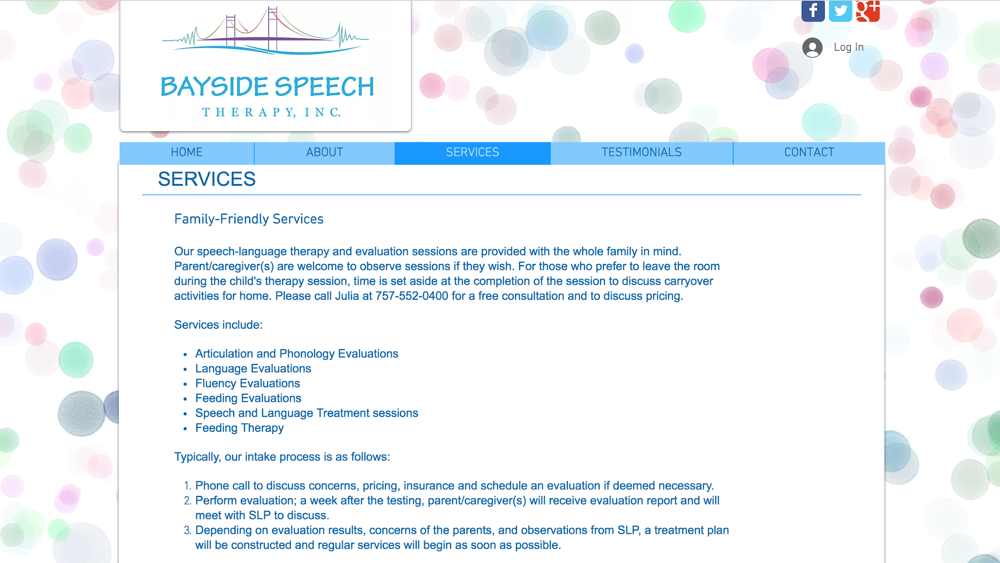 f
g+
Log In
BAYSIDE SPEECH
THERAPY, INC.
HOME
ABOUT
SERVICES
TESTIMONIALS
CONTACT
SERVICES
Family-Friendly Services
Our speech-language therapy and evaluation sessions are provided with the whole family in mind.
Parent/caregiver(s) are welcome to observe sessions if they wish. For those who prefer to leave the room
during the child's therapy session, time is set aside at the completion of the session to discuss carryover
activities for home. Please call Julia at 757-552-0400 for a free consultation and to discuss pricing.
Services include:
• Articulation and Phonology Evaluations
• Language Evaluations
• Fluency Evaluations
• Feeding Evaluations
• Speech and Language Treatment sessions
• Feeding Therapy
Typically, our intake process is as follows:
1. Phone call to discuss concerns, pricing, insurance and schedule an evaluation if deemed necessary.
2. Perform evaluation; a week after the testing, parent/caregiver(s) will receive evaluation report and will
meet with SLP to discuss.
3. Depending on evaluation results, concerns of the parents, and observations from SLP, a treatment plan
will be constructed and regular services will begin as soon as possible.